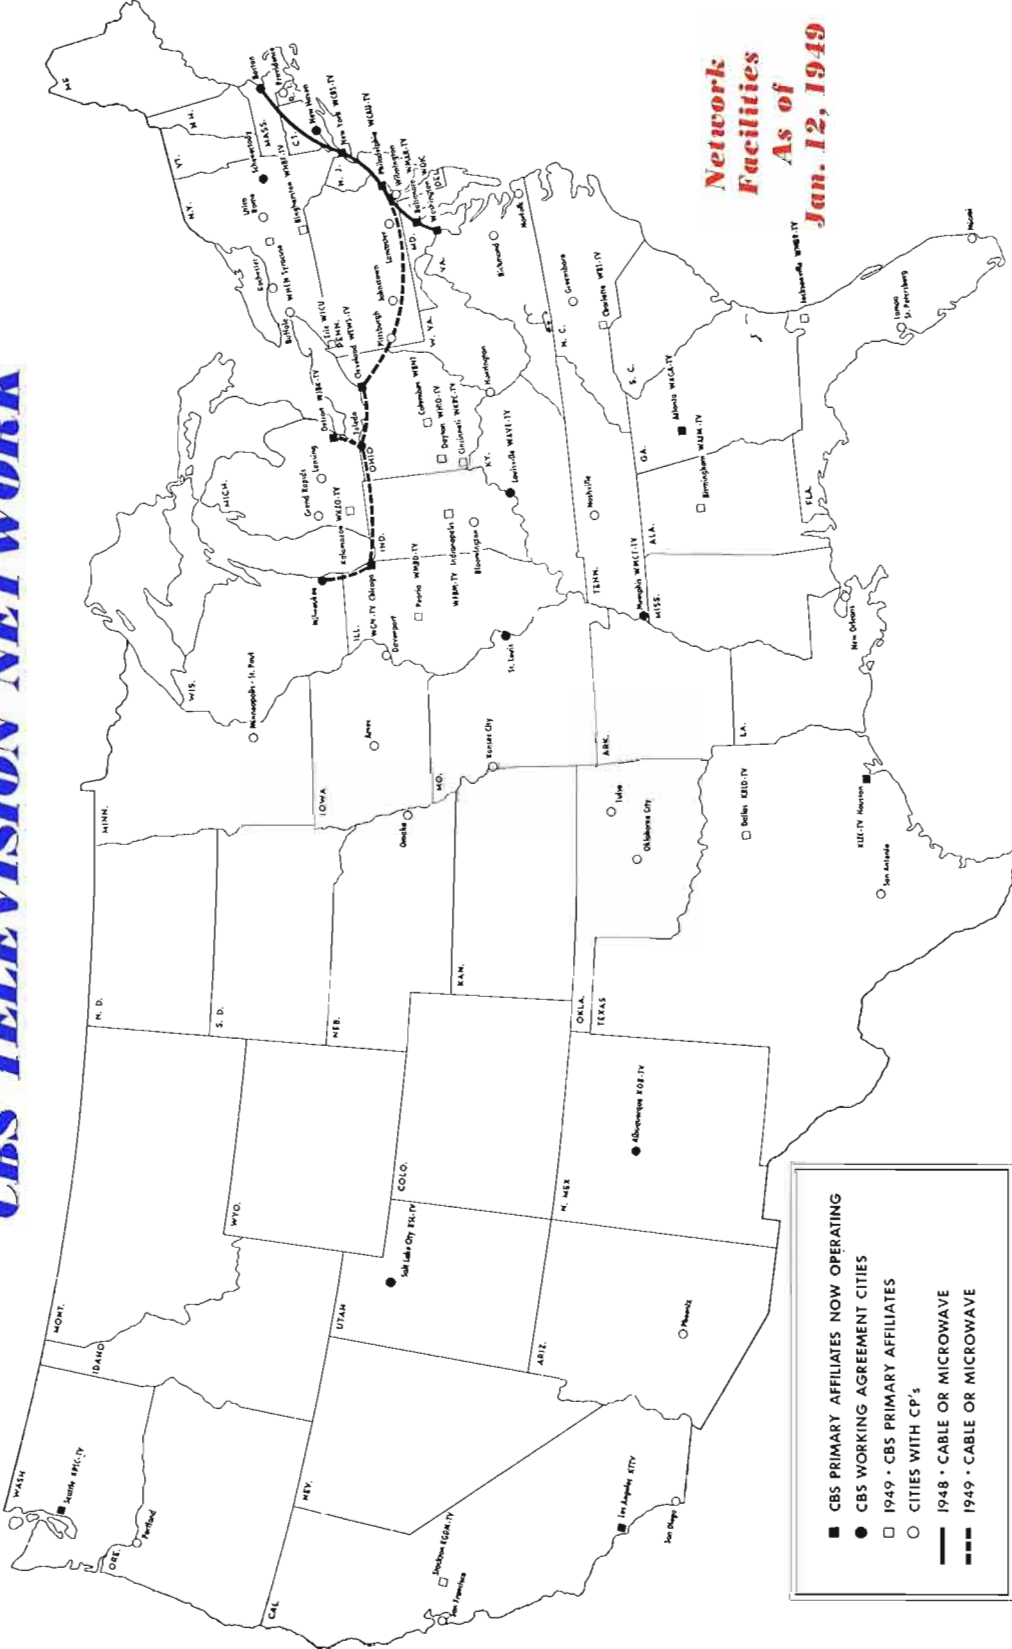 CBS TELEVISION NETWORK
Network
Facilities
As of
Jan. 12, 1949
WASH
Seattle KRSC-TV
ORE.
Portland
CAL
Stockton KGDM-TV
San Francisco
Los Angeles KTTV
San Diego
NEV.
IDAHO
MONT.
UTAH
Salt Lake City KSL-TV
ARIZ.
Phoenix
WYO.
COLO.
N. MEX
Albuquerque KOB-TV
N. D.
S. D.
NEB.
KAN.
OKLA.
TEXAS
Omaha
Tulsa
Oklahoma City
Dallas KBLD-TV
KLEE-TV Houston
San Antonio
MINN.
Minneapolis - St. Paul
IOWA
Ames
Davenport
MO.
Kansas City
St. Louis
ARK.
LA.
New Orleans
WIS.
Milwaukee
ILL.
WGN-TV Chicago
Peoria WMBD-TV
MICH.
Grand Rapids
Lansing
Kalamazoo WKZO-TV
Detroit WJBK-TV
IND.
WFBM-TV Indianapolis
Bloomington
OHIO
Toledo
Cleveland WEWS-TV
Columbus WBNT
Dayton WHIO-TV
Cincinnati WKRC-TV
KY.
Louisville WAVE-TV
Huntington
TENN.
Nashville
Memphis WMCT-TV
MISS.
ALA.
Birmingham
GA.
Atlanta WAGA-TV
FLA.
Jacksonville WMBR-TV
Tampa
St. Petersburg
Miami
S. C.
N. C.
Greensboro
Charlotte WBT-TV
VA.
Richmond
Norfolk
W. VA.
PENN.
Erie WICU
Pittsburgh
Johnstown
Lancaster
MD.
DEL.
Wilmington
Baltimore WMAR-TV
Washington WOIC
Philadelphia WCAU-TV
N. J.
New York WCBS-TV
N.Y.
Buffalo
Rochester
WHEN Syracuse
Utica
Rome
Binghamton WNBF-TV
Schenectady
VT.
N.H.
ME
MASS.
Boston
CT.
New Haven
R. I.
Providence
CBS PRIMARY AFFILIATES NOW OPERATING
CBS WORKING AGREEMENT CITIES
1949 · CBS PRIMARY AFFILIATES
CITIES WITH CP's
1948 · CABLE OR MICROWAVE
1949 · CABLE OR MICROWAVE